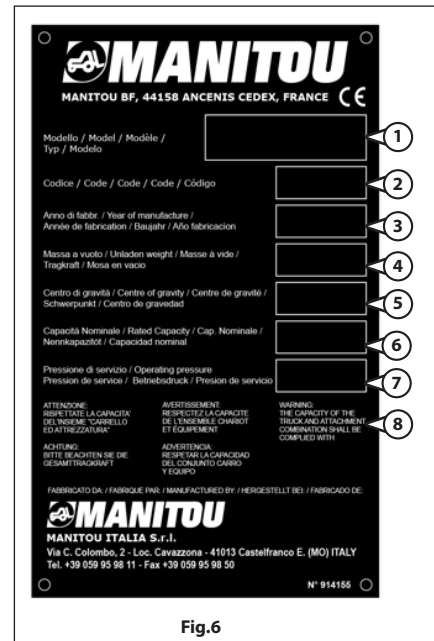 MANITOU
MANITOU BF, 44158 ANCENIS CEDEX, FRANCE CE
Modello / Model / Modèle /
Typ / Modelo
1
Codice / Code / Code / Code / Código
2
Anno di fabbr. / Year of manufacture /
Année de fabrication / Baujahr / Año fabricacion
3
Massa a vuoto / Unladen weight / Masse à vide /
Tragkraft / Mosa en vacio
4
Centro di gravità / Centre of gravity / Centre de gravité /
Schwerpunkt / Centro de gravedad
5
Capacità Nominale / Rated Capacity / Cap. Nominale /
Nennkapazitöt / Capacidad nominal
6
Pressione di servizio / Operating pressure
Pression de service / Betriebsdruck / Presion de servicio
7
ATTENZIONE:
RISPETTATE LA CAPACITA'
DEL'INSIEME "CARRELLO
ED ATTREZZATURA"
AVERTISSEMENT:
RESPECTEZ LA CAPACITE
DE L'ENSEMBLE CHARIOT
ET ÉQUIPEMENT
WARNING:
THE CAPACITY OF THE
TRUCK AND ATTACHMENT
COMBINATION SHALL BE
COMPLIED WITH
8
ACHTUNG:
BITTE BEACHTEN SIE DIE
GESAMTTRAGKRAFT
ADVERTENCIA:
RESPETAR LA CAPACIDAD
DEL CONJUNTO CARRO
Y EQUIPO
FABBRICATO DA: / FABRIQUE PAR: / MANUFACTURED BY: / HERGESTELLT BEI: / FABRICADO DE:
MANITOU
MANITOU ITALIA S.r.l.
Via C. Colombo, 2 - Loc. Cavazzona - 41013 Castelfranco E. (MO) ITALY
Tel. +39 059 95 98 11 - Fax +39 059 95 98 50
N° 914155
Fig.6